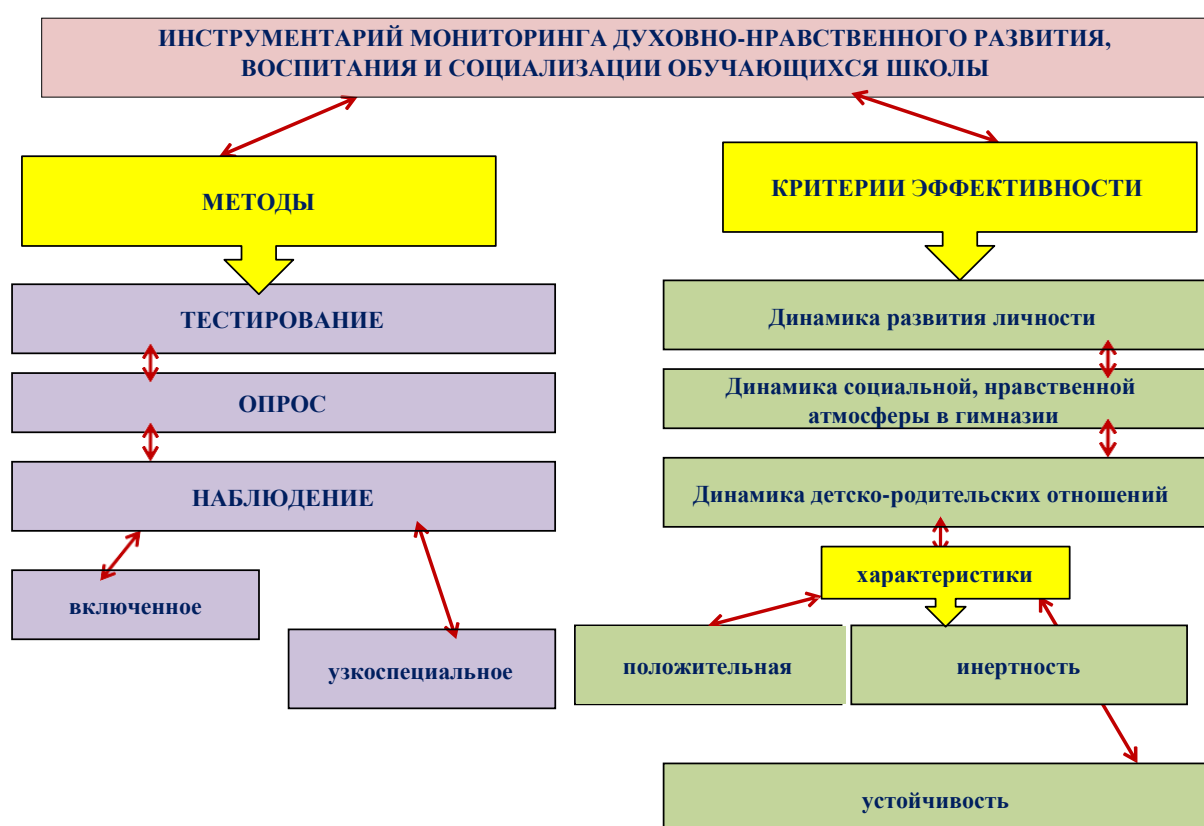 ИНСТРУМЕНТАРИЙ МОНИТОРИНГА ДУХОВНО-НРАВСТВЕННОГО РАЗВИТИЯ,
ВОСПИТАНИЯ И СОЦИАЛИЗАЦИИ ОБУЧАЮЩИХСЯ ШКОЛЫ
МЕТОДЫ
ТЕСТИРОВАНИЕ
ОПРОС
НАБЛЮДЕНИЕ
включенное
узкоспециальное
КРИТЕРИИ ЭФФЕКТИВНОСТИ
Динамика развития личности
Динамика социальной, нравственной
атмосферы в гимназии
Динамика детско-родительских отношений
характеристики
положительная
инертность
устойчивость